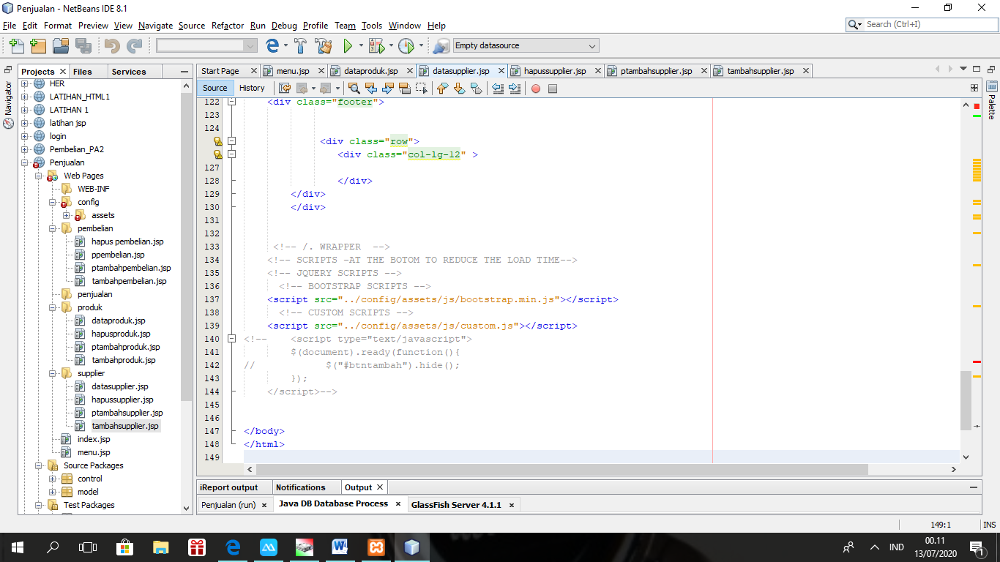 Penjualan - NetBeans IDE 8.1
File Edit Format Preview View Navigate Source Refactor Run Debug Profile Team Tools Window Help
Search (Ctrl+I)
Empty datasource
Projects Files Services
Navigator
HER
LATIHAN_HTML1
LATIHAN 1
latihan jsp
login
Pembelian_PA2
Penjualan
Web Pages
WEB-INF
config
assets
pembelian
hapus pembelian.jsp
ppembelian.jsp
ptambahpembelian.jsp
tambahpembelian.jsp
penjualan
produk
dataproduk.jsp
hapusproduk.jsp
ptambahproduk.jsp
tambahproduk.jsp
supplier
datasupplier.jsp
hapussupplier.jsp
ptambahsupplier.jsp
tambahsupplier.jsp
index.jsp
menu.jsp
Source Packages
control
model
Test Packages
Start Page menu.jsp dataproduk.jsp datasupplier.jsp hapussupplier.jsp ptambahsupplier.jsp tambahsupplier.jsp
Source History
Palette
122 <div class="footer">
123
124
<div class="row">
<div class="col-lg-12" >
127
128 </div>
129 </div>
130 </div>
131
132
133 <!-- /. WRAPPER -->
134 <!-- SCRIPTS -AT THE BOTOM TO REDUCE THE LOAD TIME-->
135 <!-- JQUERY SCRIPTS -->
136 <!-- BOOTSTRAP SCRIPTS -->
137 <script src="../config/assets/js/bootstrap.min.js"></script>
138 <!-- CUSTOM SCRIPTS -->
139 <script src="../config/assets/js/custom.js"></script>
140 <!-- <script type="text/javascript">
141 $(document).ready(function(){
142 // $("#btntambah").hide();
143 });
144 </script>-->
145
146
147 </body>
148 </html>
149
iReport output Notifications Output
Penjualan (run) Java DB Database Process GlassFish Server 4.1.1
149:1 INS
IND
00.11
13/07/2020
1